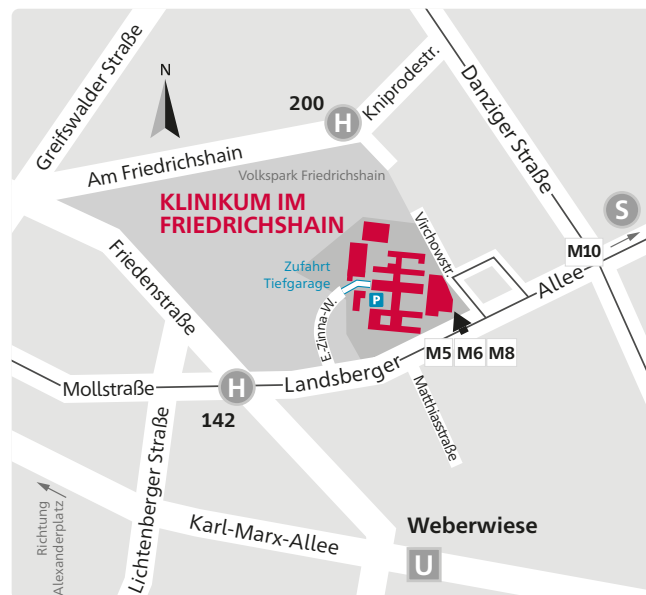 Greifswalder Straße
N
200
H
Kniprodestr.
Danziger Straße
Am Friedrichshain
Volkspark Friedrichshain
KLINIKUM IM
FRIEDRICHSHAIN
Virchowstr.
S
M10
Zufahrt
Tiefgarage
P
E-Zinna-W.
Friedenstraße
Allee
M5 M6 M8
Mollstraße
H
Landsberger
142
Matthiasstraße
Lichtenberger Straße
Richtung
Alexanderplatz
Karl-Marx-Allee
Weberwiese
U